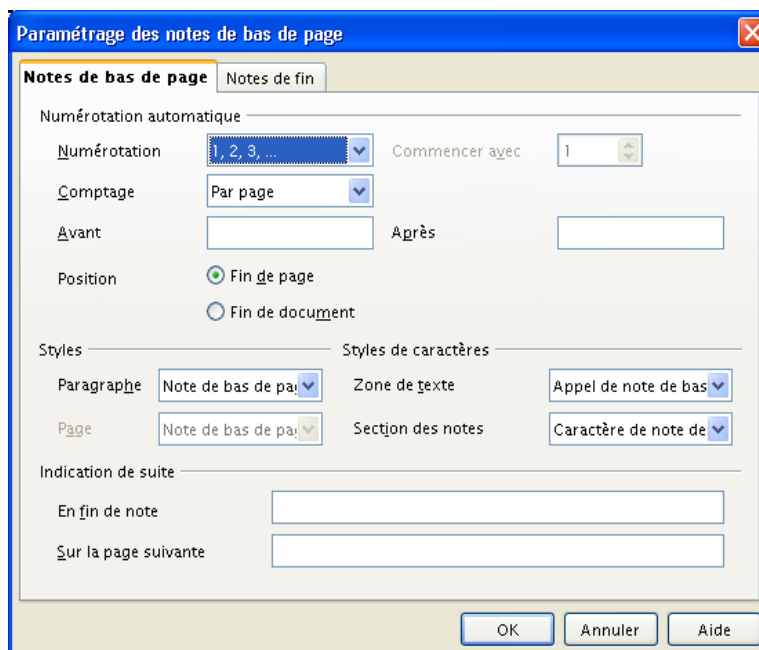 Paramétrage des notes de bas de page
Notes de bas de page Notes de fin
Numérotation automatique
Numérotation 1, 2, 3, ... Commencer avec 1
Comptage Par page
Avant Après
Position Fin de page
Fin de document
Styles Styles de caractères
Paragraphe Note de bas de pa Zone de texte Appel de note de bas
Page Note de bas de pa Section des notes Caractère de note de
Indication de suite
En fin de note
Sur la page suivante
OK Annuler Aide